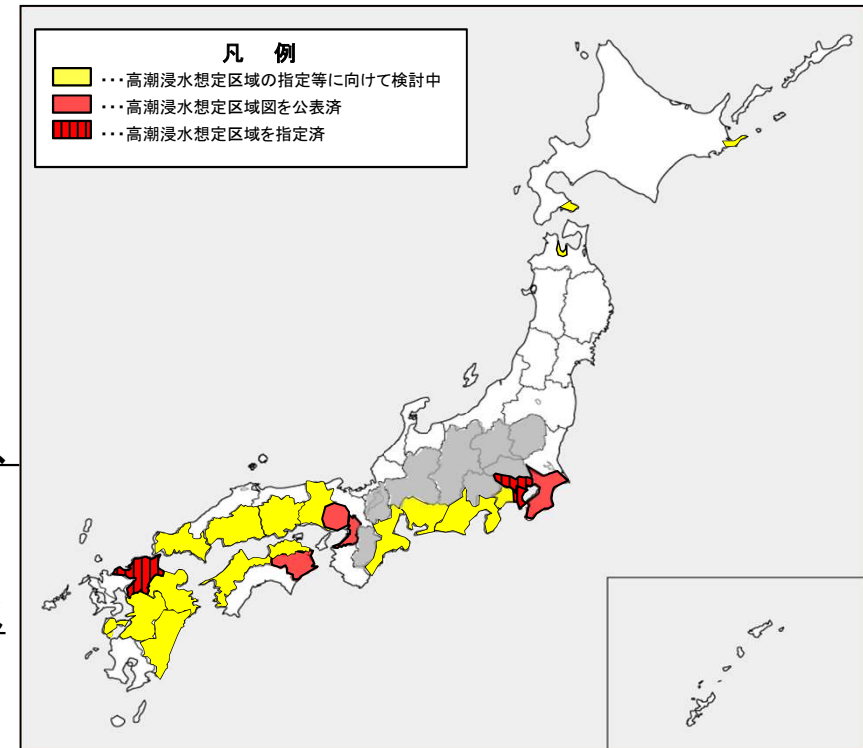 凡 例
･･･高潮浸水想定区域の指定等に向けて検討中
･･･高潮浸水想定区域図を公表済
･･･高潮浸水想定区域を指定済